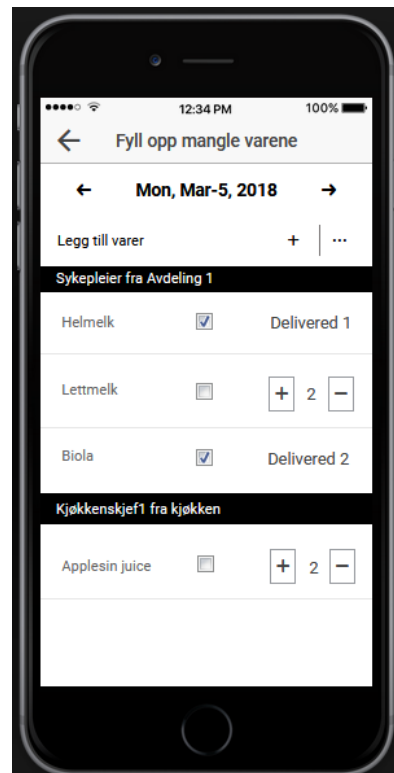 12:34 PM 100%
Fyll opp mangle varene
Mon, Mar-5, 2018
Legg till varer + ...
Sykepleier fra Avdeling 1
Helmelk Delivered 1
Lettmelk + 2 −
Biola Delivered 2
Kjøkkenskjef1 fra kjøkken
Applesin juice + 2 −